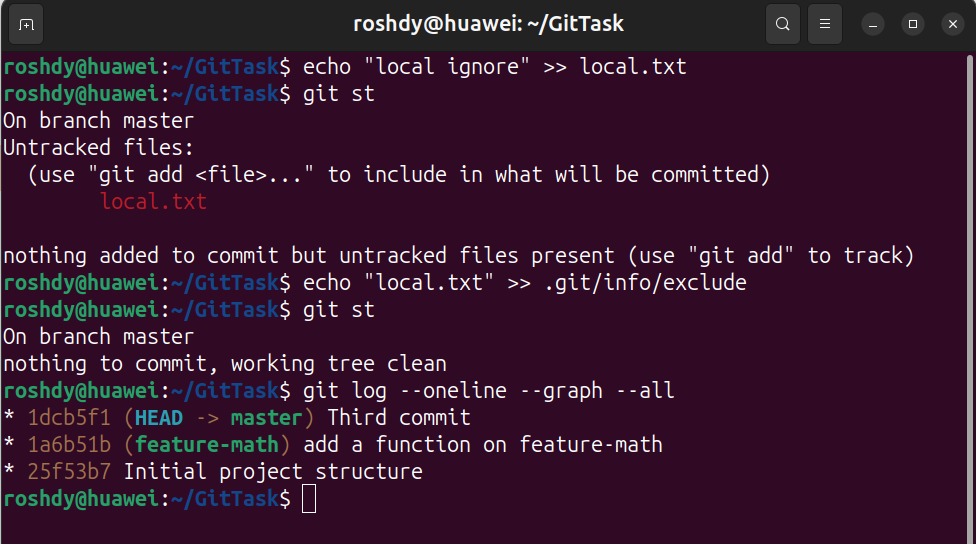 roshdy@huawei: ~/GitTask
roshdy@huawei:~/GitTask$ echo "local ignore" >> local.txt
roshdy@huawei:~/GitTask$ git st
On branch master
Untracked files:
  (use "git add <file>..." to include in what will be committed)
        local.txt

nothing added to commit but untracked files present (use "git add" to track)
roshdy@huawei:~/GitTask$ echo "local.txt" >> .git/info/exclude
roshdy@huawei:~/GitTask$ git st
On branch master
nothing to commit, working tree clean
roshdy@huawei:~/GitTask$ git log --oneline --graph --all
* 1dcb5f1 (HEAD -> master) Third commit
* 1a6b51b (feature-math) add a function on feature-math
* 25f53b7 Initial project structure
roshdy@huawei:~/GitTask$